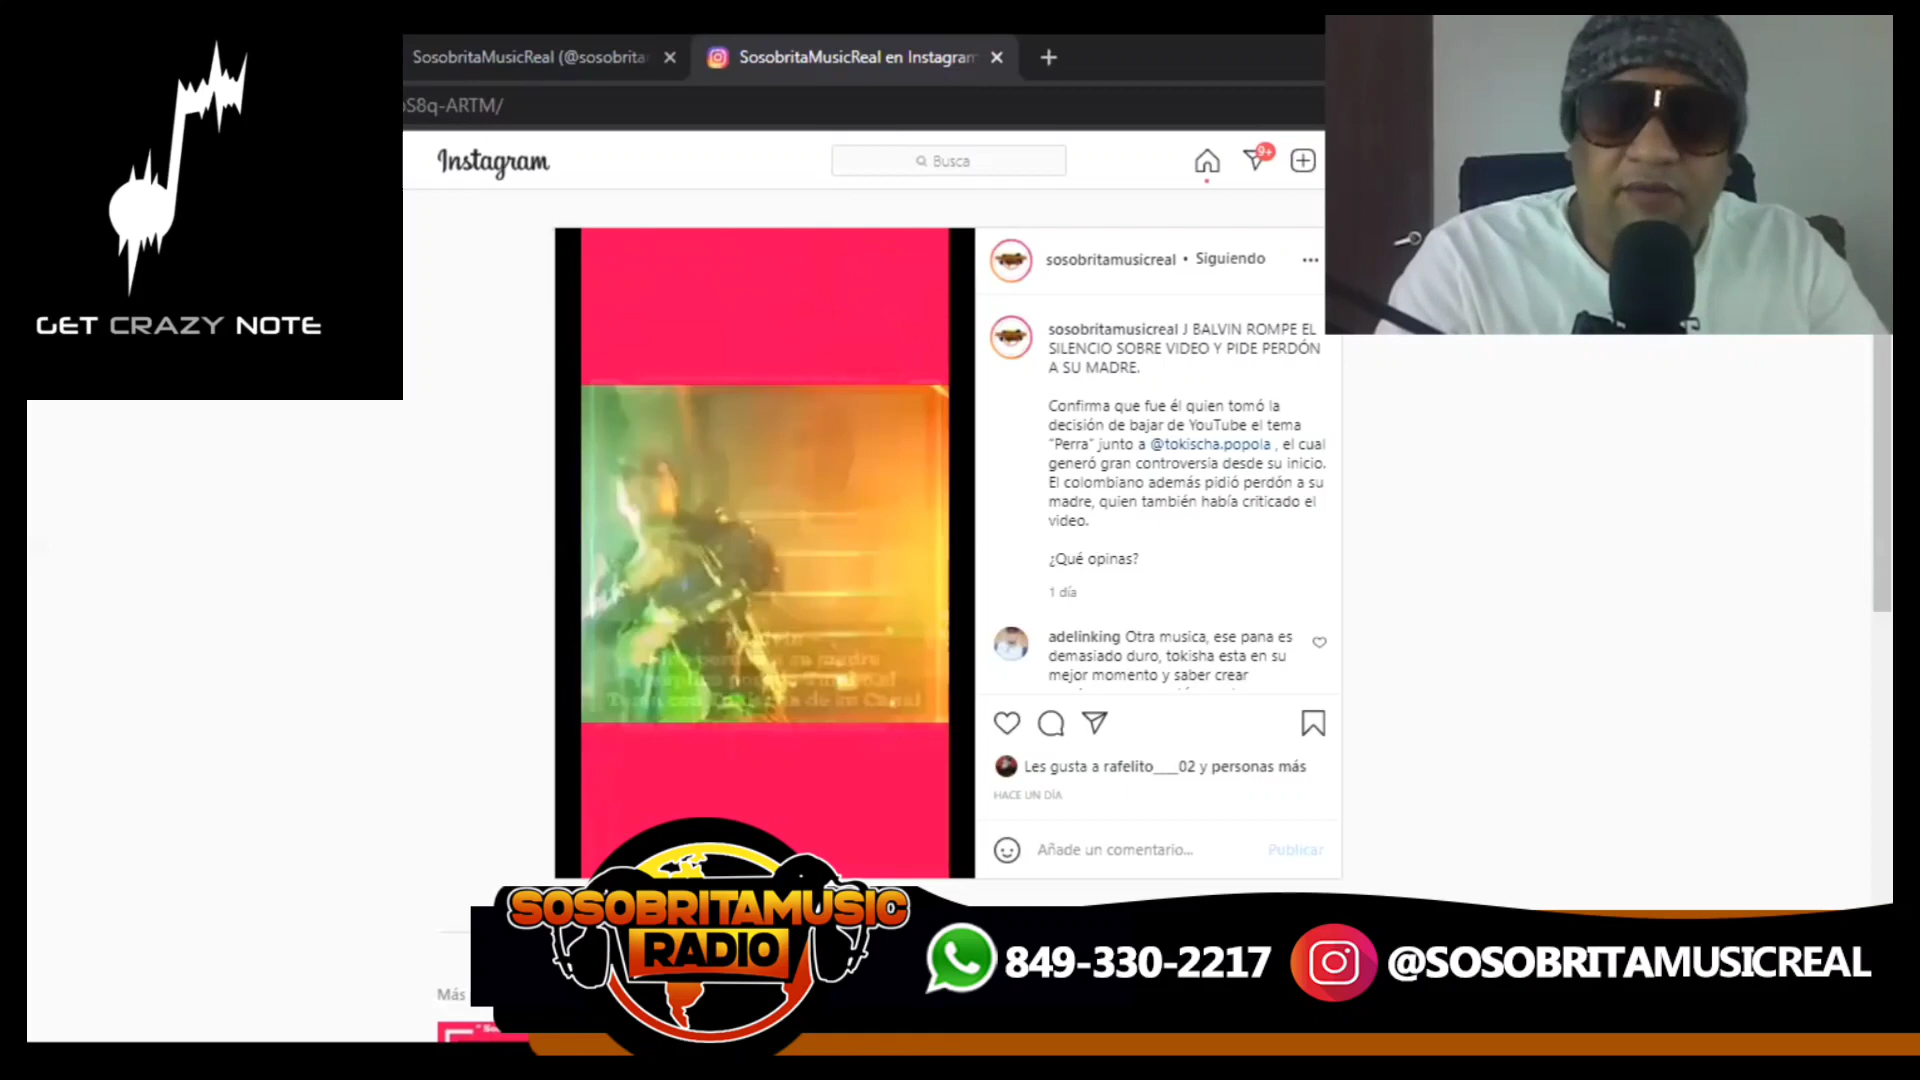 GET CRAZY NOTE
SosobritaMusicReal (@sosobrita
SosobritaMusicReal en Instagram
S8q-ARTM/
Instagram
Busca
9+
sosobritamusicreal • Siguiendo
sosobritamusicreal J BALVIN ROMPE EL
SILENCIO SOBRE VIDEO Y PIDE PERDÓN
A SU MADRE.
Confirma que fue él quien tomó la
decisión de bajar de YouTube el tema
"Perra" junto a @tokischa.popola , el cual
generó gran controversia desde su inicio.
El colombiano además pidió perdón a su
madre, quien también había criticado el
video.
¿Qué opinas?
1 día
adelinking Otra musica, ese pana es
demasiado duro, tokisha esta en su
mejor momento y saber crear
Les gusta a rafelito____02 y personas más
HACE UN DÍA
Añade un comentario...
Publicar
Más
SOSOBRITAMUSIC
RADIO
849-330-2217
@SOSOBRITAMUSICREAL